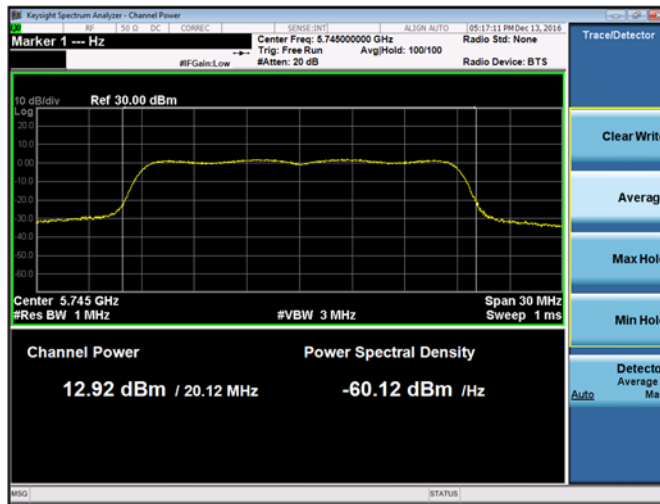 Keysight Spectrum Analyzer - Channel Power
RF 50 Ω DC CORREC SENSE:INT ALIGN AUTO 05:17:11 PM Dec 13, 2016
Marker 1 --- Hz
Center Freq: 5.745000000 GHz
Radio Std: None
Trig: Free Run Avg|Hold: 100/100
#IFGain:Low
#Atten: 20 dB
Radio Device: BTS
Trace/Detector
10 dB/div Ref 30.00 dBm
Log
20.0
10.0
0.00
-10.0
-20.0
-30.0
-40.0
-50.0
-60.0
Center 5.745 GHz
Span 30 MHz
#Res BW 1 MHz
#VBW 3 MHz
Sweep 1 ms
Channel Power
Power Spectral Density
12.92 dBm / 20.12 MHz
-60.12 dBm /Hz
Clear Writ
Averag
Max Hol
Min Hol
Detecto
Average
Auto Ma
MSG
STATUS